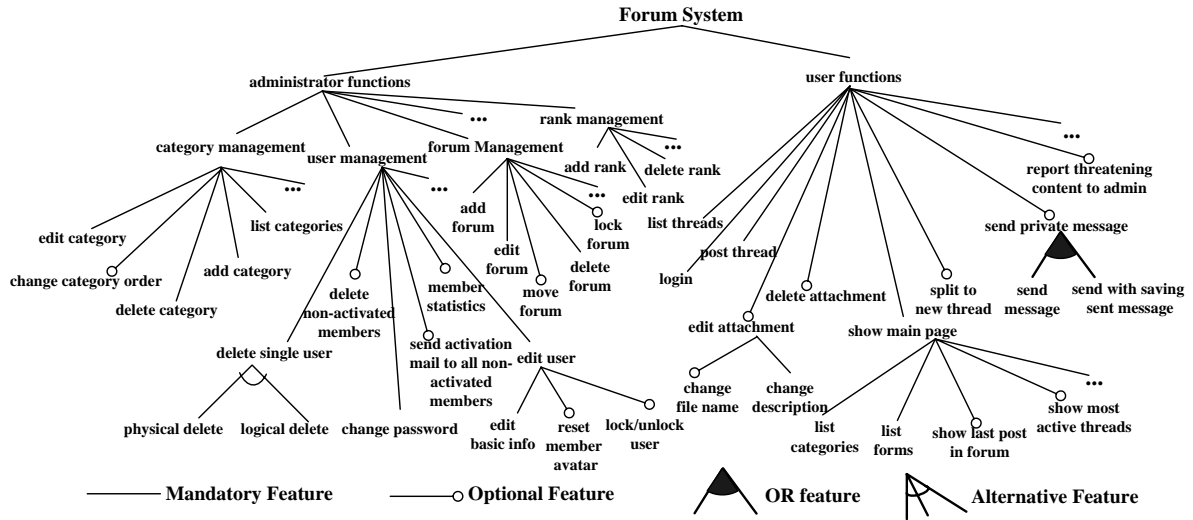 Forum System
administrator functions
user functions
...
rank management
...
category management
user management
forum Management
add rank
delete rank
...
edit rank
report threatening
content to admin
...
...
...
list categories
edit category
add category
change category order
delete category
add
forum
edit
forum
move
forum
delete
forum
lock
forum
list threads
post thread
login
send private message
send
message
send with saving
sent message
delete
non-activated
members
member
statistics
delete attachment
split to
new thread
edit attachment
show main page
delete single user
send activation
mail to all non-
activated
members
edit user
physical delete
logical delete
change password
edit
basic info
reset
member
avatar
lock/unlock
user
change
file name
change
description
list
categories
list
forms
show last post
in forum
show most
active threads
...
Mandatory Feature
Optional Feature
OR feature
Alternative Feature